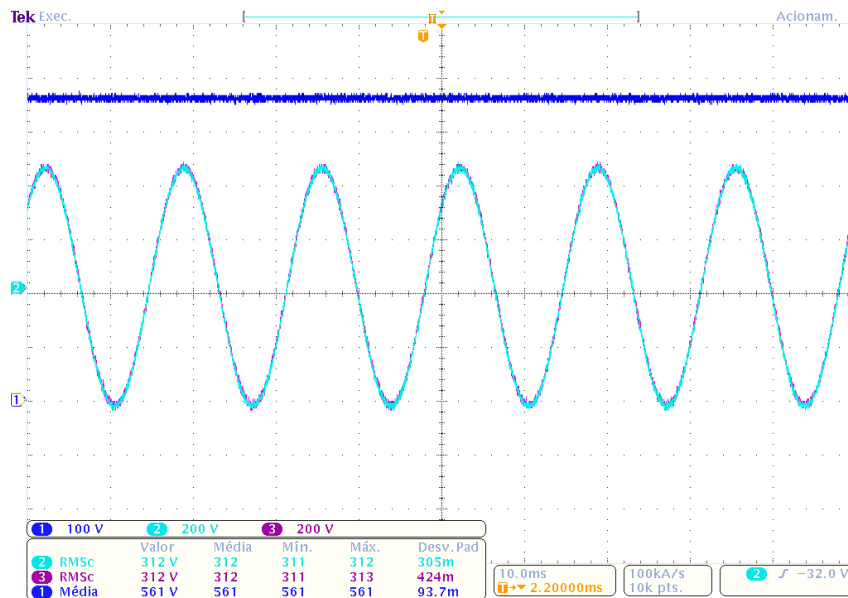 Tek Exec. T Acionam.
T
2
1
1 100 V 2 200 V 3 200 V
Valor Média Mín. Máx. Desv.Pad
2 RMSc 312 V 312 311 312 305m
3 RMSc 312 V 312 311 313 424m
1 Média 561 V 561 561 561 93.7m
10.0ms
T→▼ 2.20000ms
100kA/s
10k pts.
2 ƒ −32.0 V